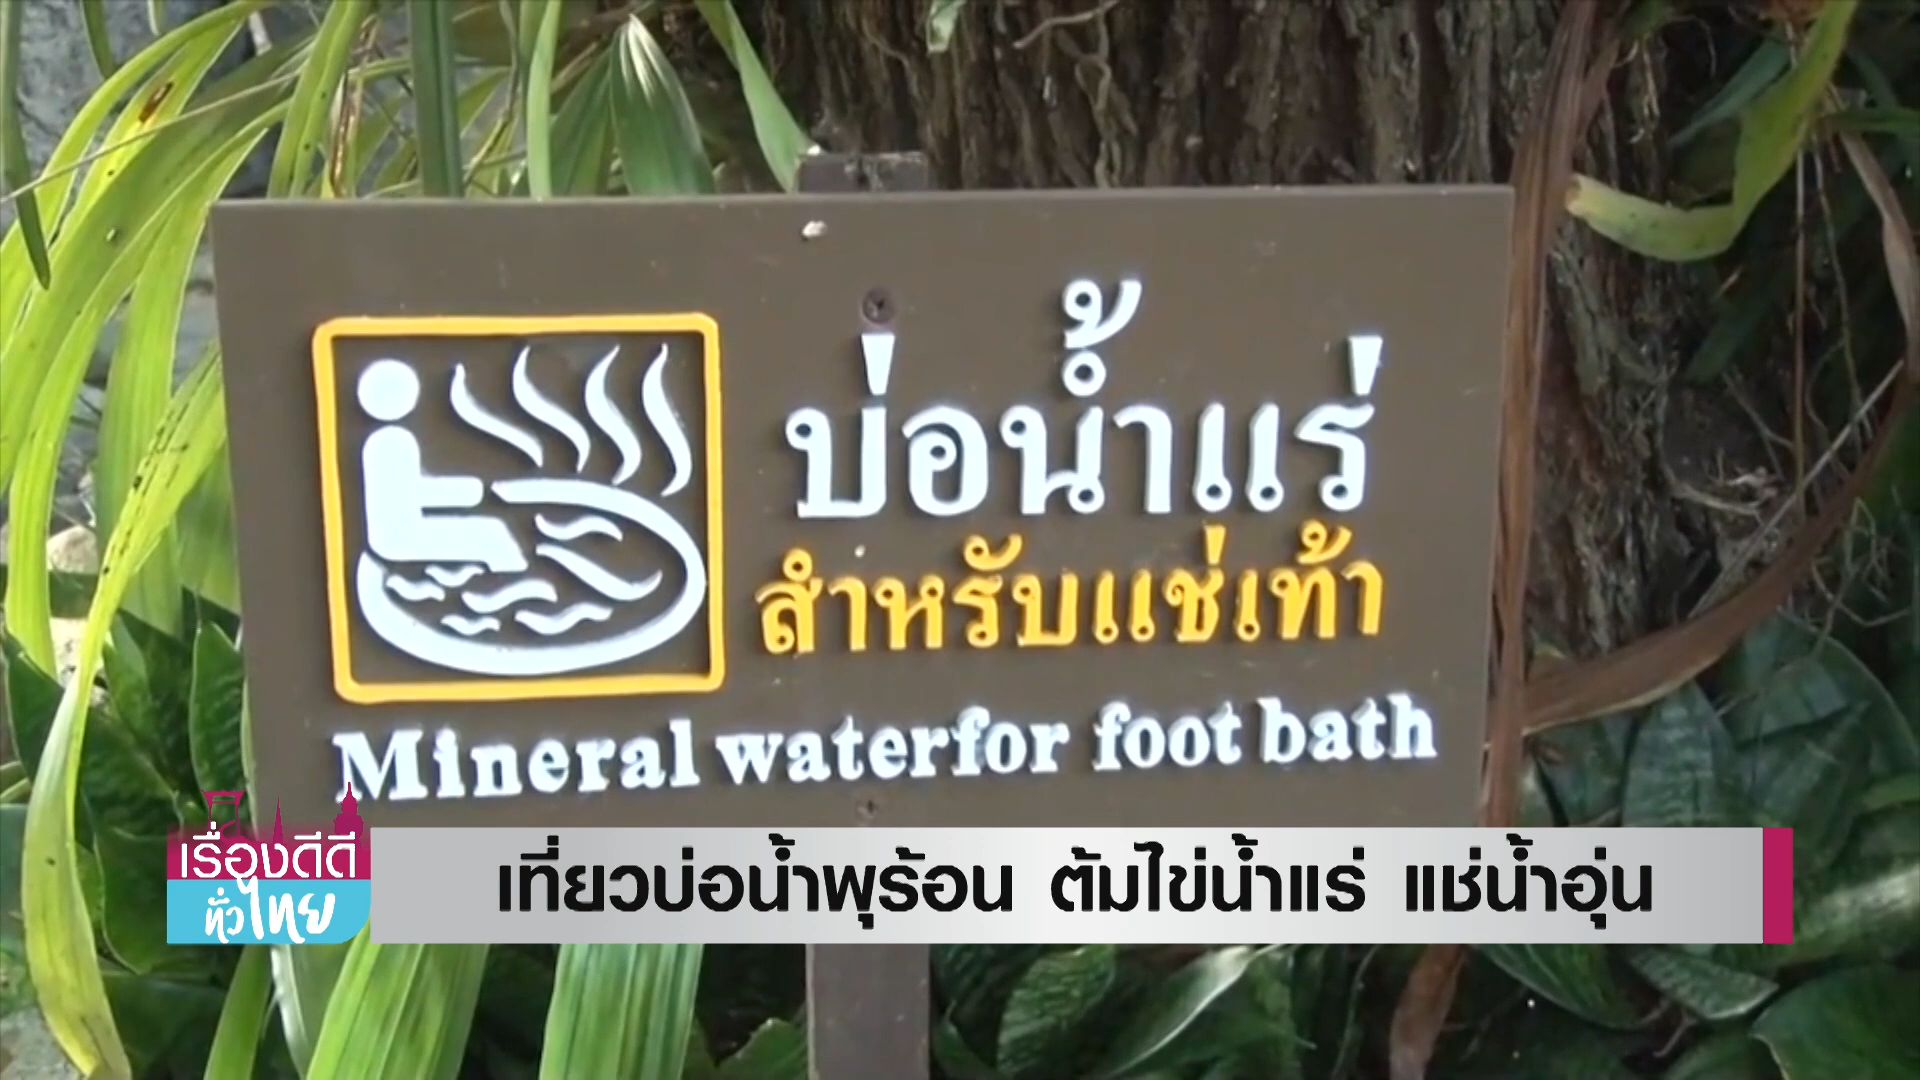 บ่อน้ำแร่
สำหรับแช่เท้า
Mineral waterfor foot bath
เรื่องดีดี
ทั่วไทย
เที่ยวบ่อน้ำพุร้อน ต้มไข่น้ำแร่ แช่น้ำอุ่น